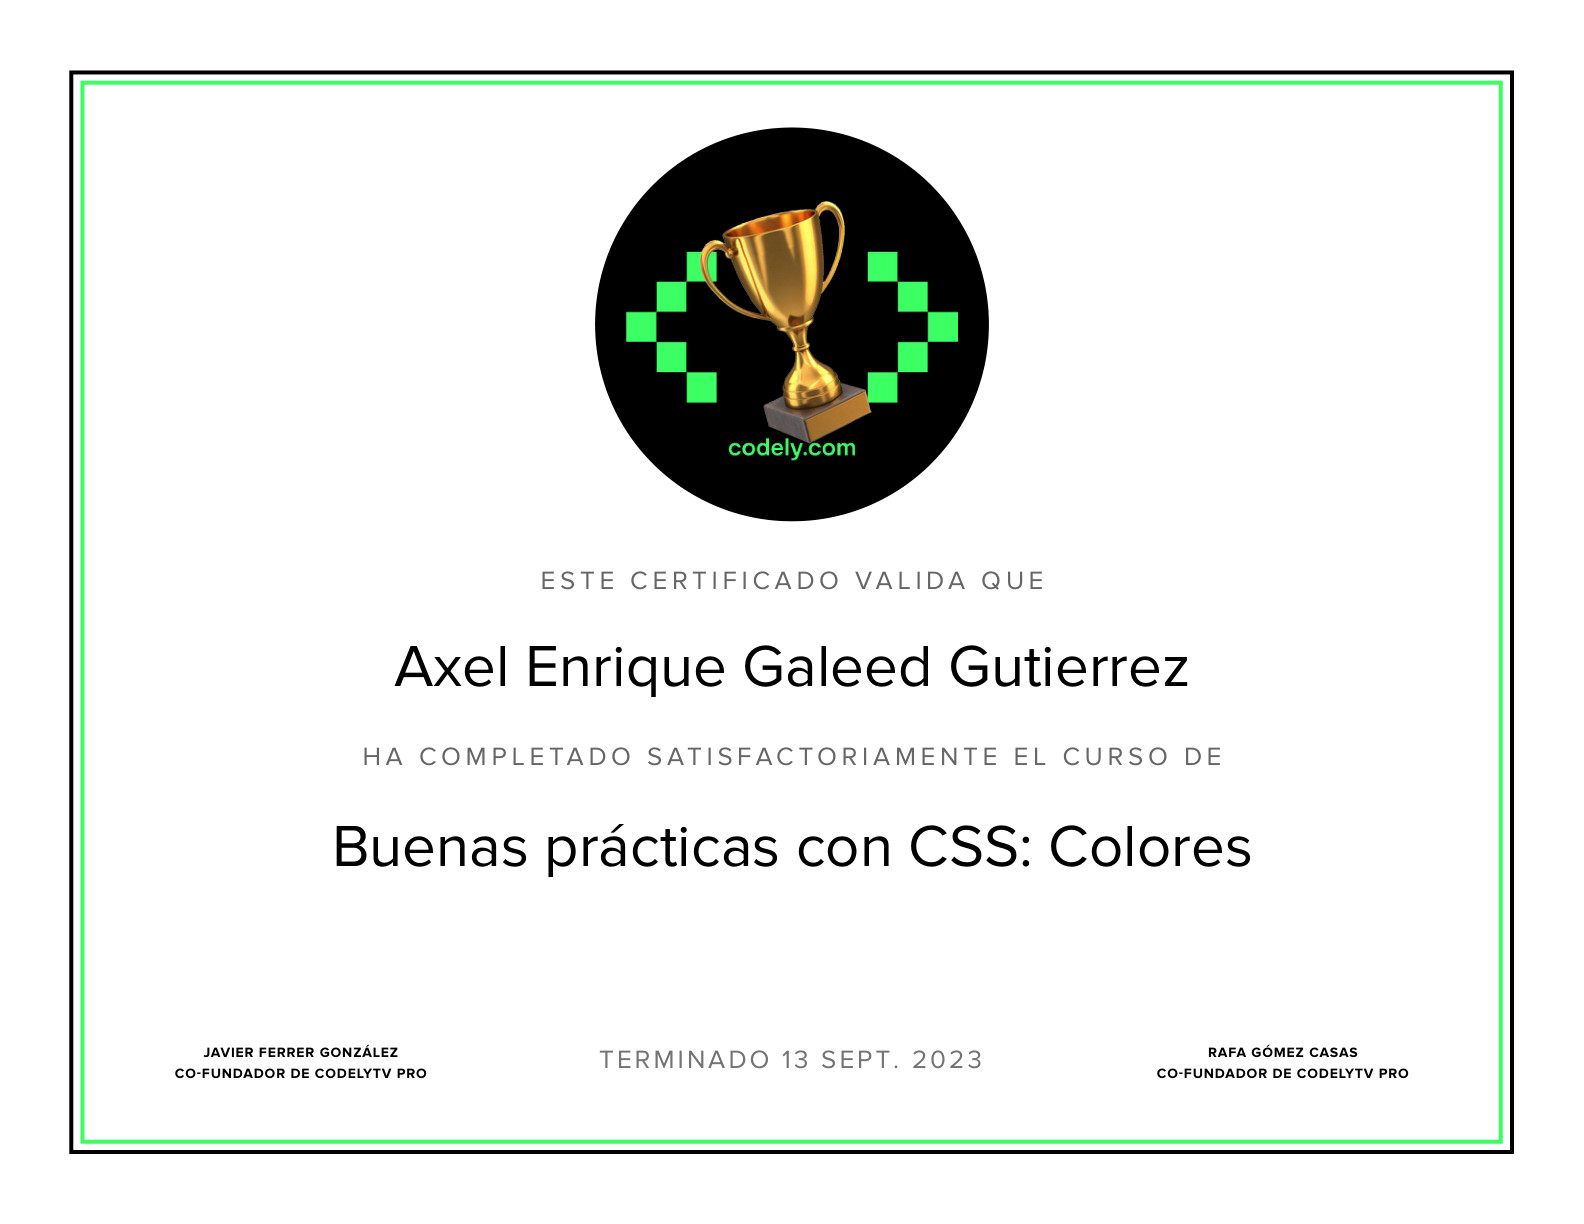 codely.com
ESTE CERTIFICADO VALIDA QUE
Axel Enrique Galeed Gutierrez
HA COMPLETADO SATISFACTORIAMENTE EL CURSO DE
Buenas prácticas con CSS: Colores
JAVIER FERRER GONZÁLEZ
CO-FUNDADOR DE CODELYTV PRO
TERMINADO 13 SEPT. 2023
RAFA GÓMEZ CASAS
CO-FUNDADOR DE CODELYTV PRO